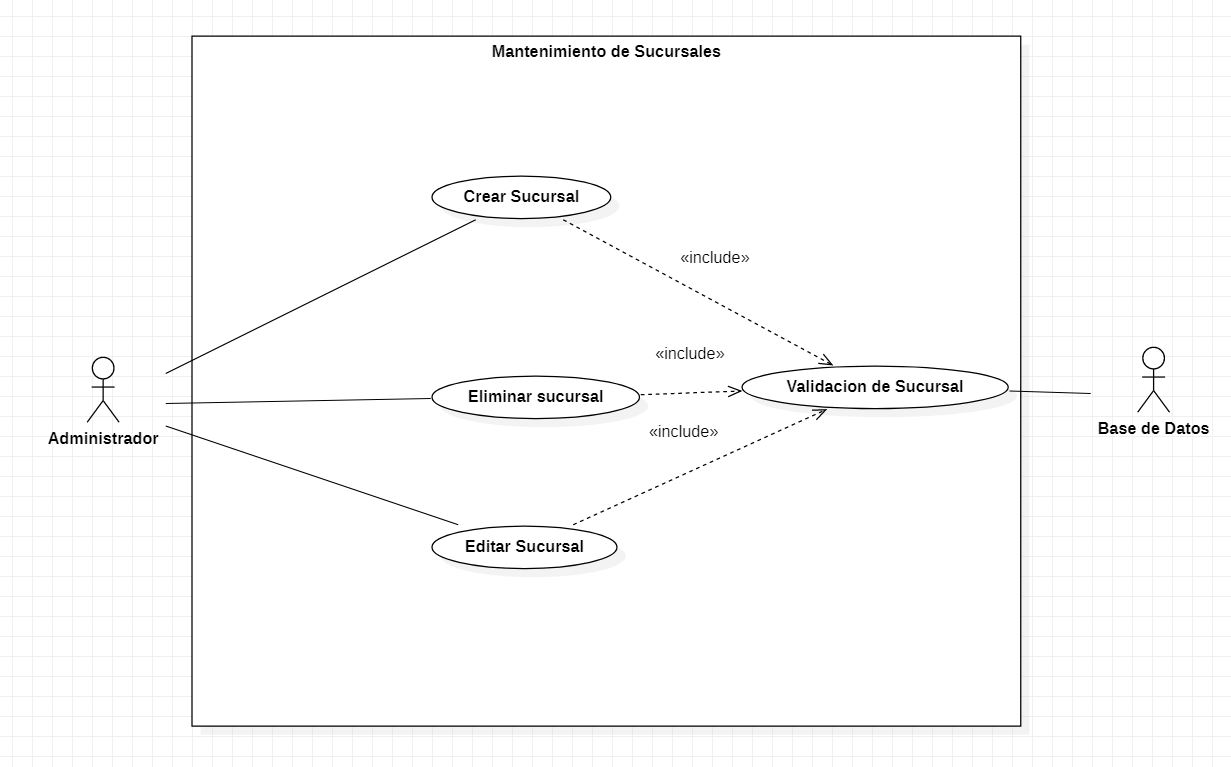 Mantenimiento de Sucursales
Crear Sucursal
«include»
«include»
Validacion de Sucursal
Eliminar sucursal
«include»
Administrador
Base de Datos
Editar Sucursal